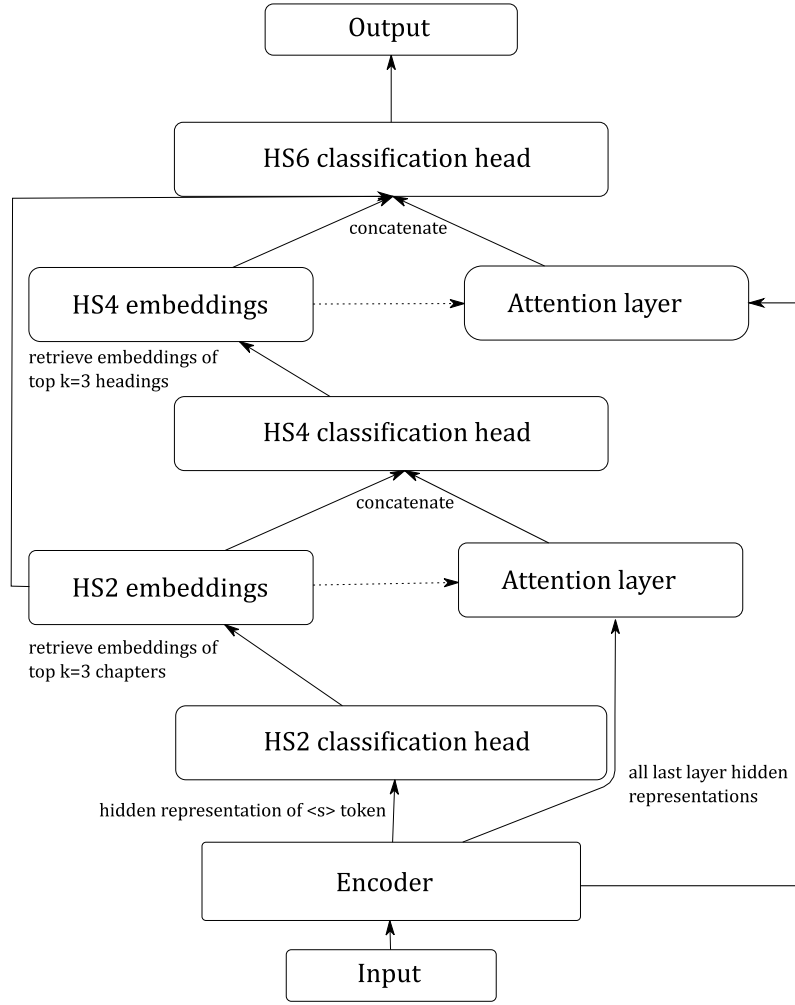 Output
HS6 classification head
concatenate
HS4 embeddings
Attention layer
retrieve embeddings of
top k=3 headings
HS4 classification head
concatenate
HS2 embeddings
Attention layer
retrieve embeddings of
top k=3 chapters
HS2 classification head
all last layer hidden
representations
hidden representation of <s> token
Encoder
Input